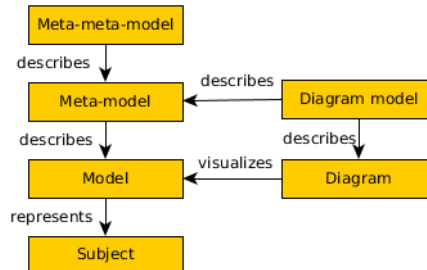 Meta-meta-model
describes
describes
Meta-model
Diagram model
describes
describes
visualizes
Model
Diagram
represents
Subject